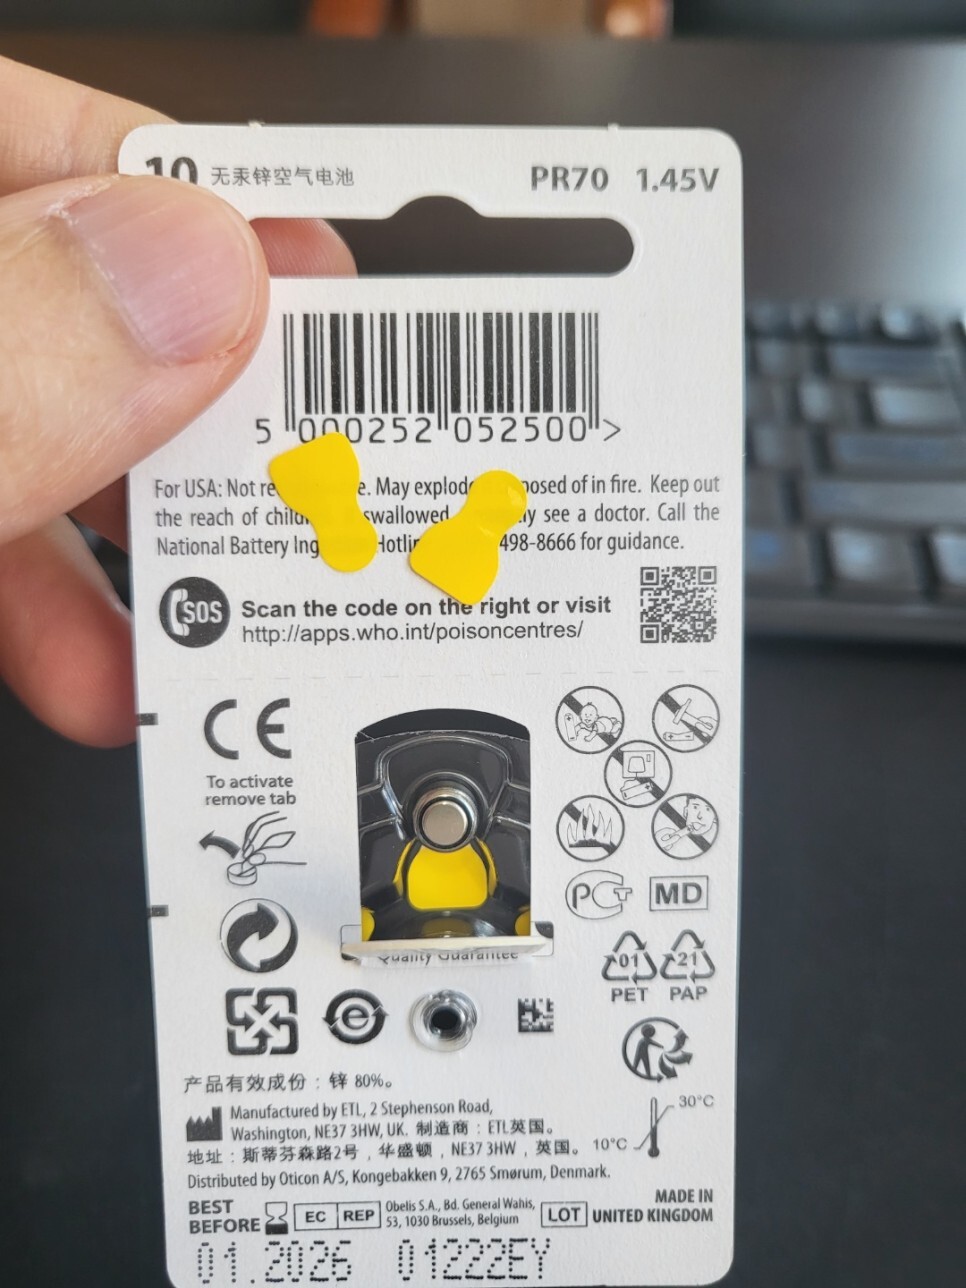 10 无汞锌空气电池 PR70 1.45V
5 000252 052500 >
For USA: Not e. May explod posed of in fire. Keep out
the reach of swallowed see a doctor. Call the
National Battery 498-8666 for guidance.
SOS Scan the code on the right or visit
http://apps.who.int/poisoncentres/
CE
To activate
remove tab
PCT MD
Quality Guarantee
01 21
PET PAP
e
产品有效成份：锌 80%。
Manufactured by ETL, 2 Stephenson Road,
Washington, NE37 3HW, UK. 制造商：ETL英国。
地址：斯蒂芬森路2号，华盛顿，NE37 3HW，英国。
30°C
10°C
Distributed by Oticon A/S, Kongebakken 9, 2765 Smørum, Denmark.
BEST
BEFORE
EC REP
Obelis S.A., Bd. General Wahis,
53, 1030 Brussels, Belgium
LOT
MADE IN
UNITED KINGDOM
01.2026 01222EY